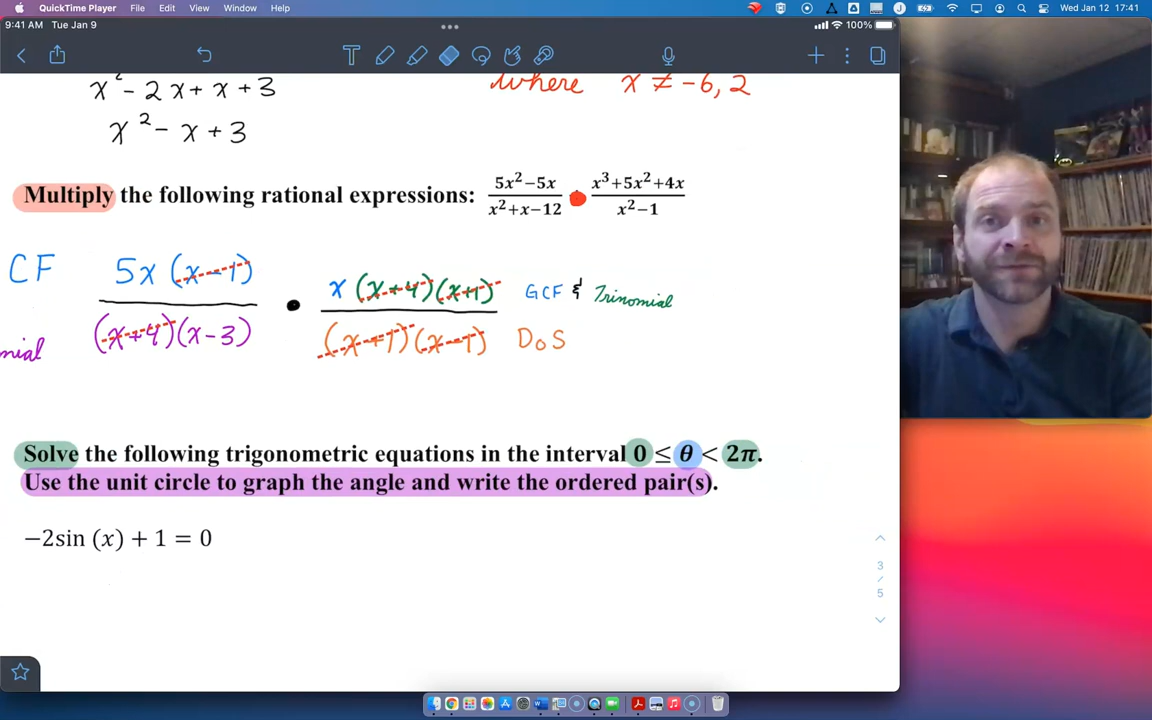 QuickTime Player File Edit View Window Help 100% Wed Jan 12 17:41
9:41 AM Tue Jan 9 100%
x² - 2x + x + 3
where x ≠ -6, 2
x² - x + 3
Multiply the following rational expressions: (5x²−5x)/(x²+x−12) • (x³+5x²+4x)/(x²−1)
CF 5x (x-1) x (x+4)(x+1) GCF & Trinomial
mial (x+4)(x-3) • (x+1)(x-1) DoS
Solve the following trigonometric equations in the interval 0 ≤ θ < 2π.
Use the unit circle to graph the angle and write the ordered pair(s).
−2sin (x) + 1 = 0
3
/
5